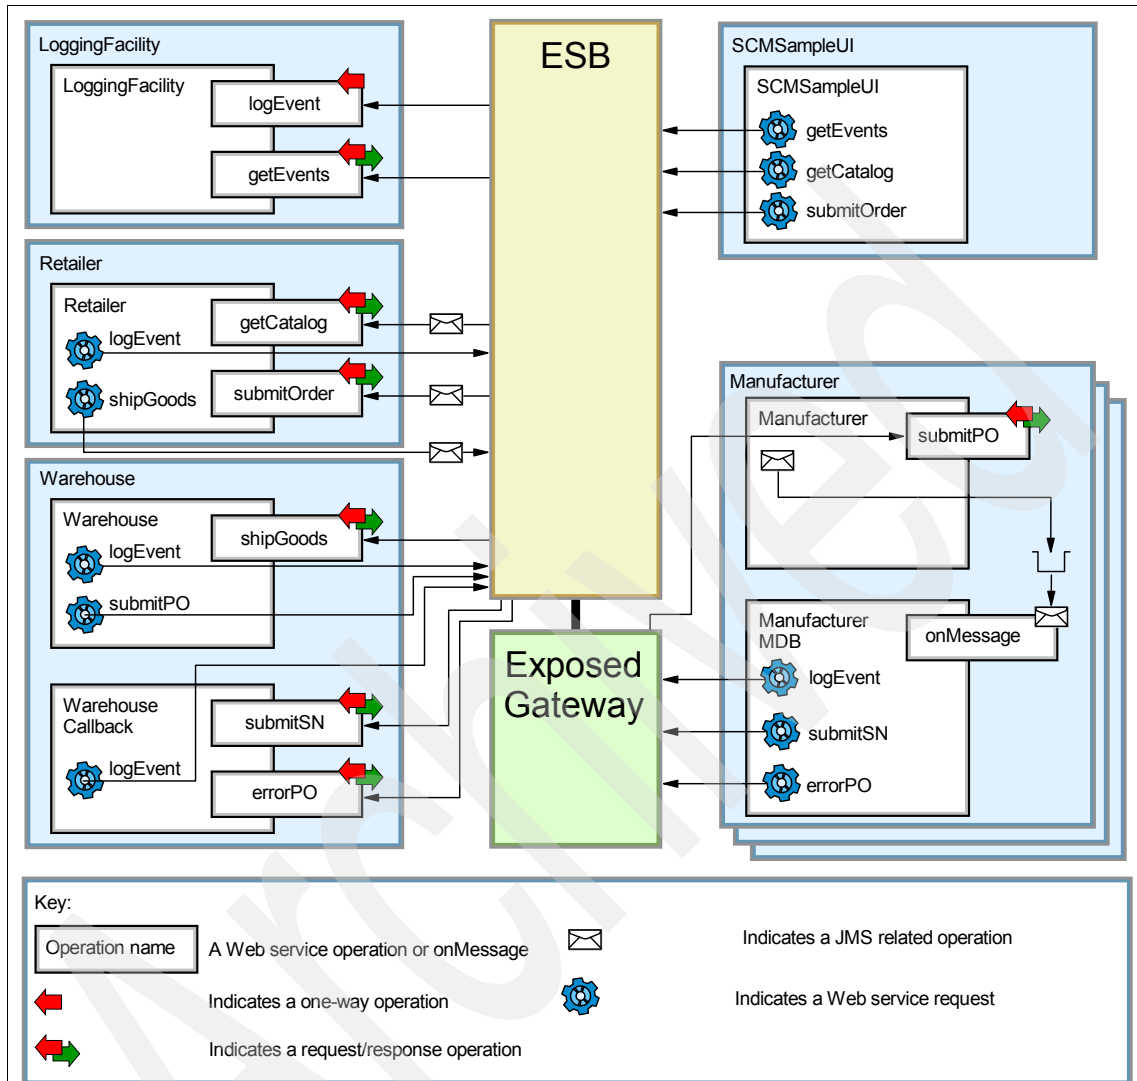 LoggingFacility
LoggingFacility
logEvent
getEvents
ESB
SCMSampleUI
SCMSampleUI
getEvents
getCatalog
submitOrder
Retailer
Retailer
getCatalog
logEvent
submitOrder
shipGoods
Manufacturer
Manufacturer
submitPO
Warehouse
Warehouse
shipGoods
logEvent
submitPO
Manufacturer
MDB
onMessage
logEvent
submitSN
errorPO
Exposed
Gateway
Warehouse
Callback
submitSN
logEvent
errorPO
Key:
Operation name
A Web service operation or onMessage
Indicates a JMS related operation
Indicates a one-way operation
Indicates a Web service request
Indicates a request/response operation
Archived